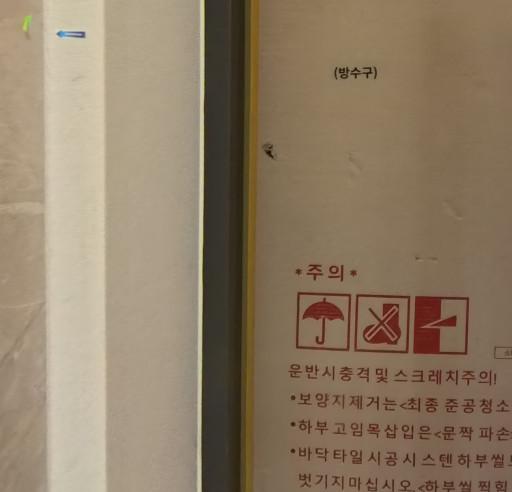 (방수구)
*주의*
운반시충격및스크레치주의!
•보양지제거는<최종 준공청소
•하부고임목삽입은<문짝 파손
•바닥타일시공시스텐하부씰
벗기지마십시오.<하부씰 찍힘